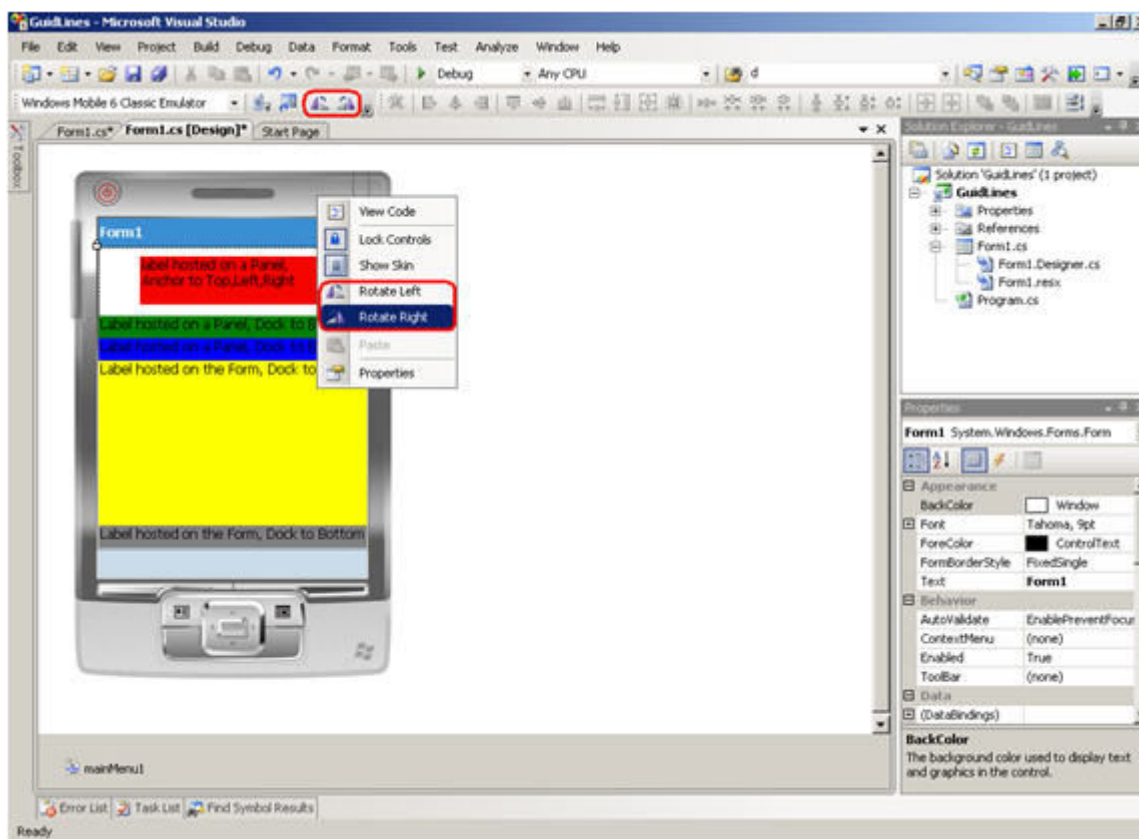 GuidLines - Microsoft Visual Studio
File Edit View Project Build Debug Data Format Tools Test Analyze Window Help
Debug Any CPU d
Windows Mobile 6 Classic Emulator
Form1.cs* Form1.cs [Design]* Start Page
Toolbox
Form1
label hosted on a Panel,
Anchor to Top,Left,Right
Label hosted on a Panel, Dock to B
Label hosted on a Panel, Dock to
Label hosted on the Form, Dock to
Label hosted on the Form, Dock to Bottom
View Code
Lock Controls
Show Skin
Rotate Left
Rotate Right
Paste
Properties
mainMenu1
Solution Explorer - GuidLines
Solution 'GuidLines' (1 project)
GuidLines
Properties
References
Form1.cs
Form1.Designer.cs
Form1.resx
Program.cs
Properties
Form1 System.Windows.Forms.Form
Appearance
BackColor Window
Font Tahoma, 9pt
ForeColor ControlText
FormBorderStyle FixedSingle
Text Form1
Behavior
AutoValidate EnablePreventFocus
ContextMenu (none)
Enabled True
ToolBar (none)
Data
(DataBindings)
BackColor
The background color used to display text
and graphics in the control.
Error List Task List Find Symbol Results
Ready